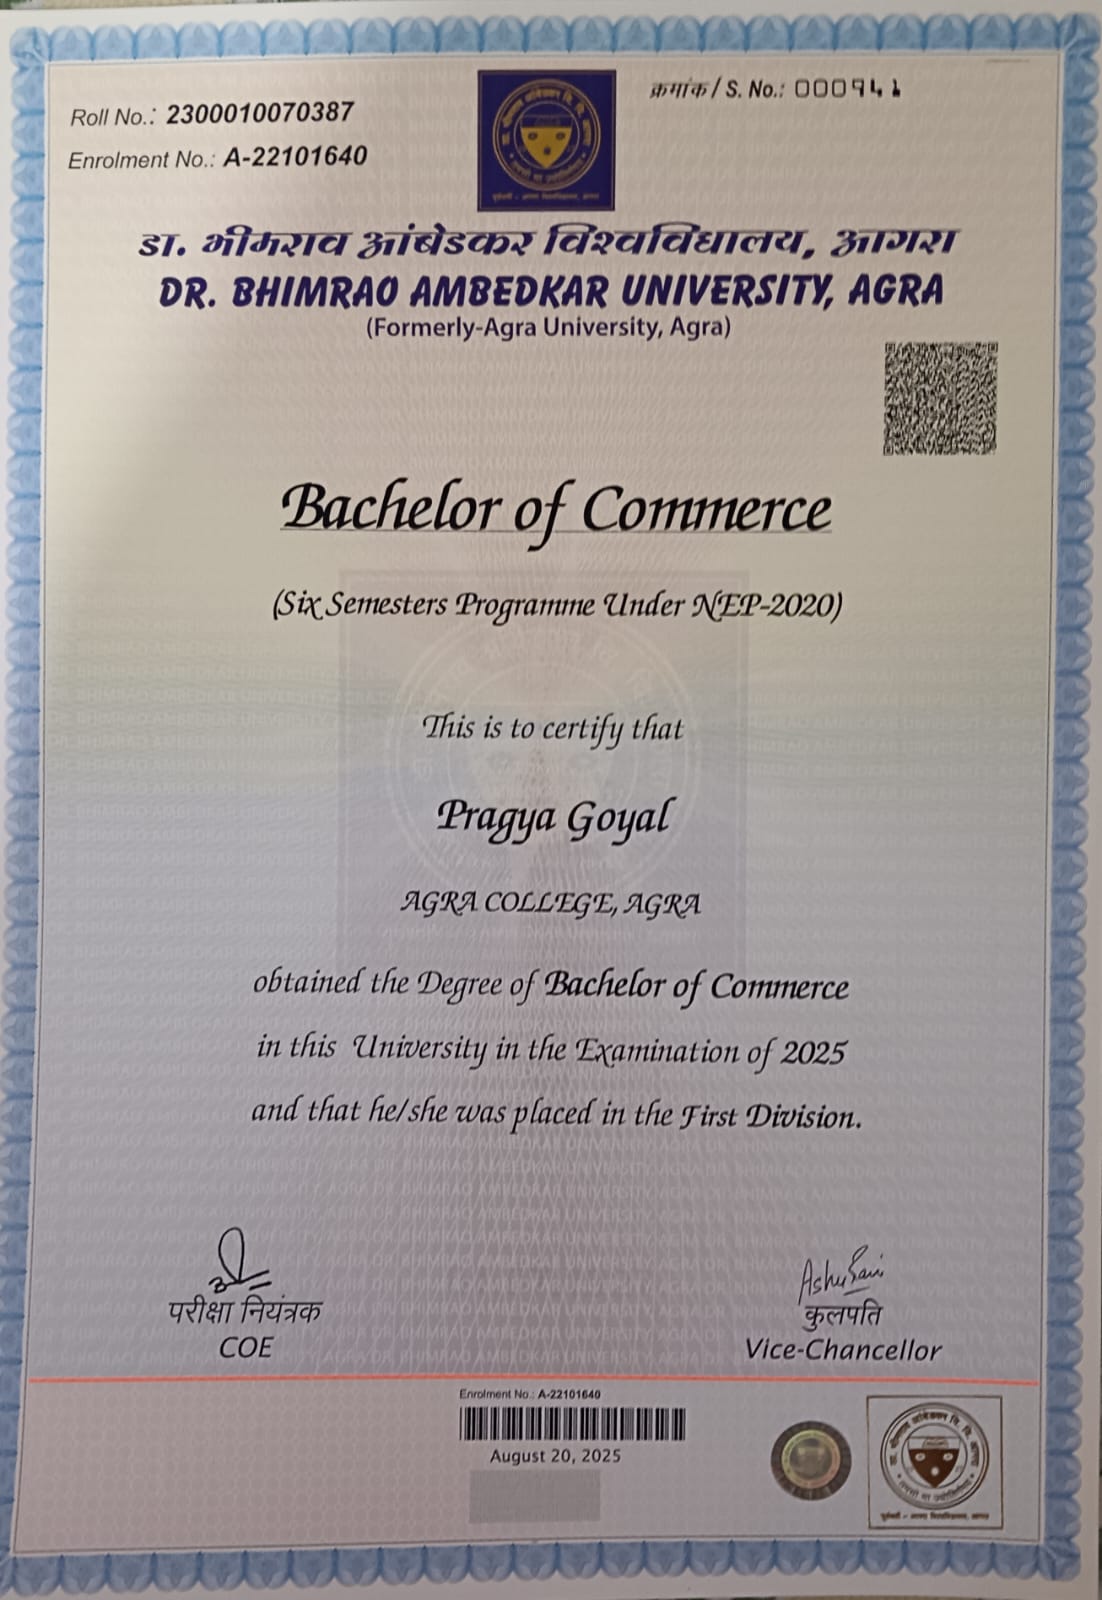 Roll No.: 2300010070387
क्रमांक / S. No.: 000941
Enrolment No.: A-22101640
डा. भीमराव आंबेडकर विश्वविद्यालय, आगरा
DR. BHIMRAO AMBEDKAR UNIVERSITY, AGRA
(Formerly-Agra University, Agra)
Bachelor of Commerce
(Six Semesters Programme Under NEP-2020)
This is to certify that
Pragya Goyal
AGRA COLLEGE, AGRA
obtained the Degree of Bachelor of Commerce
in this University in the Examination of 2025
and that he/she was placed in the First Division.
परीक्षा नियंत्रक
COE
कुलपति
Vice-Chancellor
Enrolment No.: A-22101640
August 20, 2025